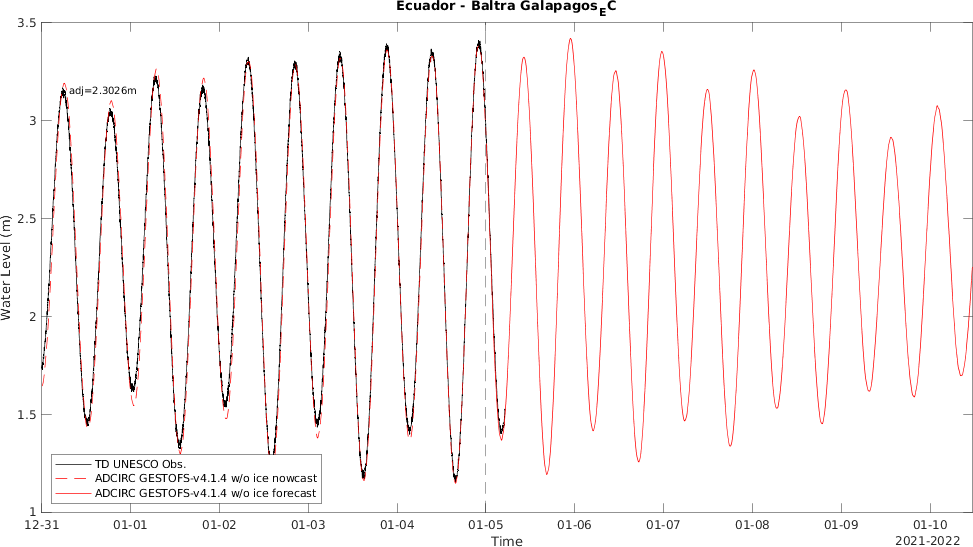 Ecuador - Baltra GalapagosEC
3.5
3
2.5
2
1.5
1
Water Level (m)
adj=2.3026m
TD UNESCO Obs.
ADCIRC GESTOFS-v4.1.4 w/o ice nowcast
ADCIRC GESTOFS-v4.1.4 w/o ice forecast
12-31 01-01 01-02 01-03 01-04 01-05 01-06 01-07 01-08 01-09 01-10
Time
2021-2022